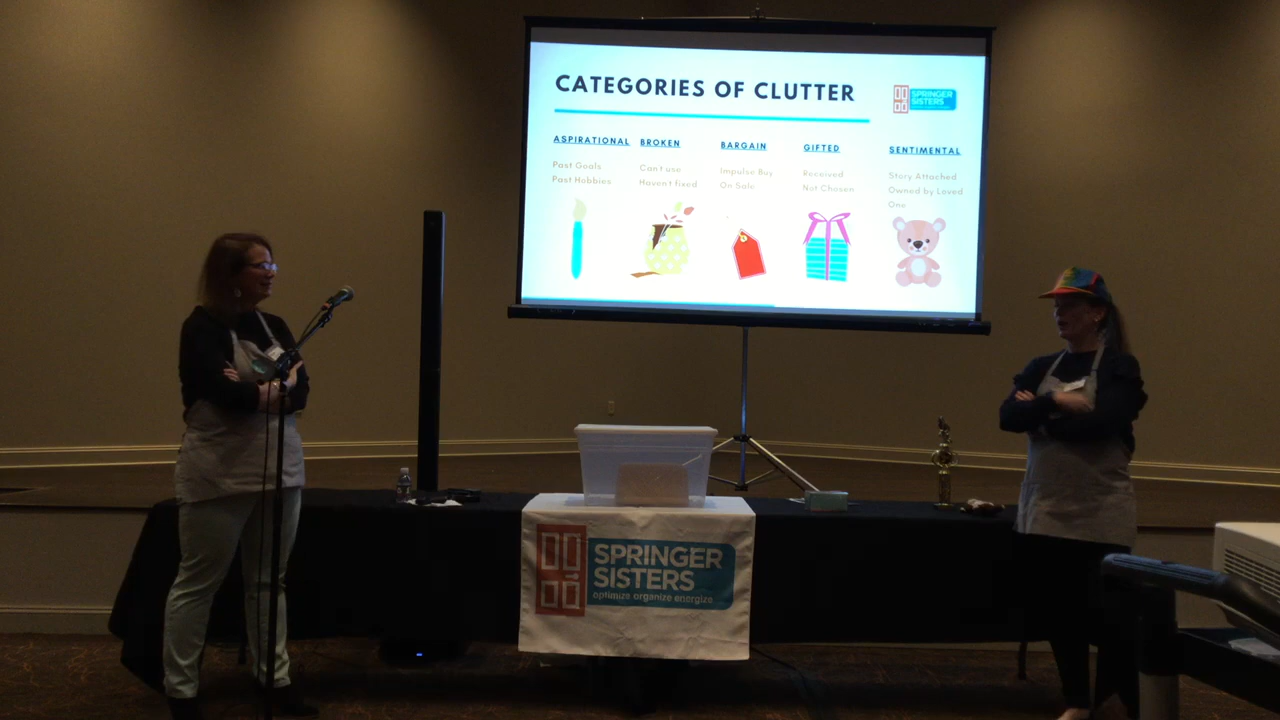 CATEGORIES OF CLUTTER
SPRINGER
SISTERS
ASPIRATIONAL
Past Goals
Past Hobbies
BROKEN
Can't use
Haven't fixed
BARGAIN
Impulse Buy
On Sale
GIFTED
Received
Not Chosen
SENTIMENTAL
Story Attached
Owned by Loved
One
SPRINGER
SISTERS
optimize organize energize